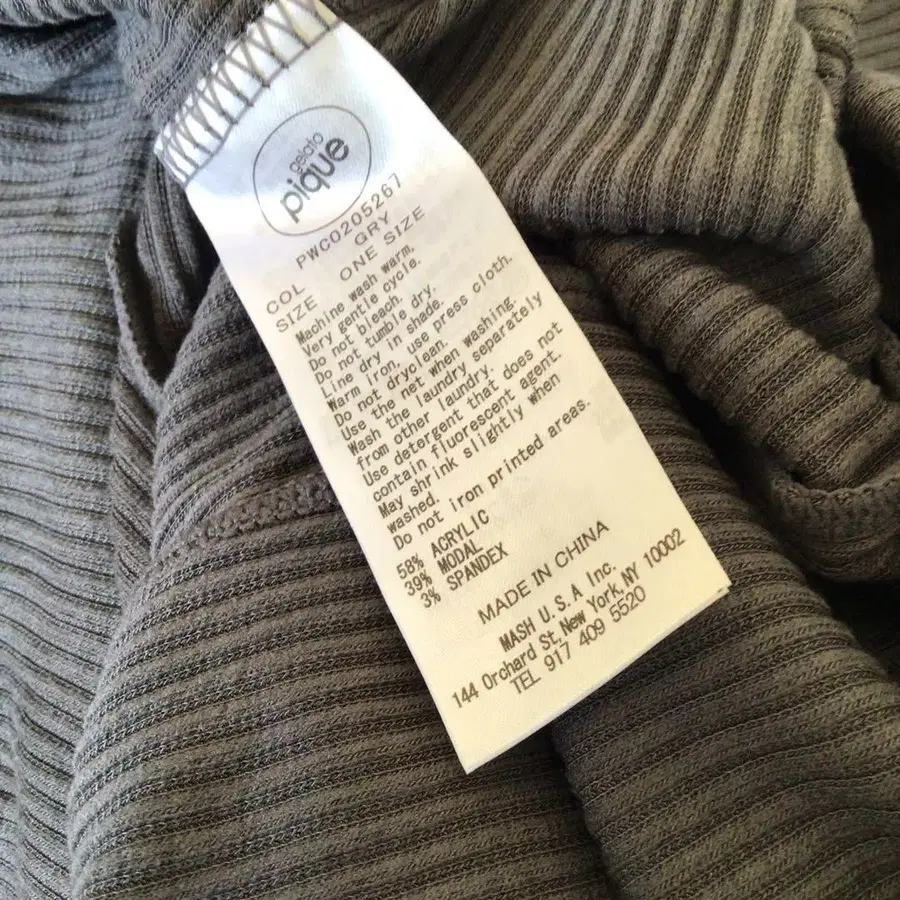 gelato
pique
PWC0205267
COL GRY
SIZE ONE SIZE
Machine wash warm,
Very gentle cycle.
Do not bleach.
Do not tumble dry.
Line dry in shade.
Warm iron, use press cloth.
Do not dryclean.
Use the net when washing.
Wash the laundry separately
from other laundry.
Use detergent that does not
contain fluorescent agent.
May shrink slightly when
washed.
Do not iron printed areas.
58% ACRYLIC
39% MODAL
3% SPANDEX
MADE IN CHINA
MASH U.S.A Inc.
144 Orchard St, New York, NY 10002
TEL 917 409 5520